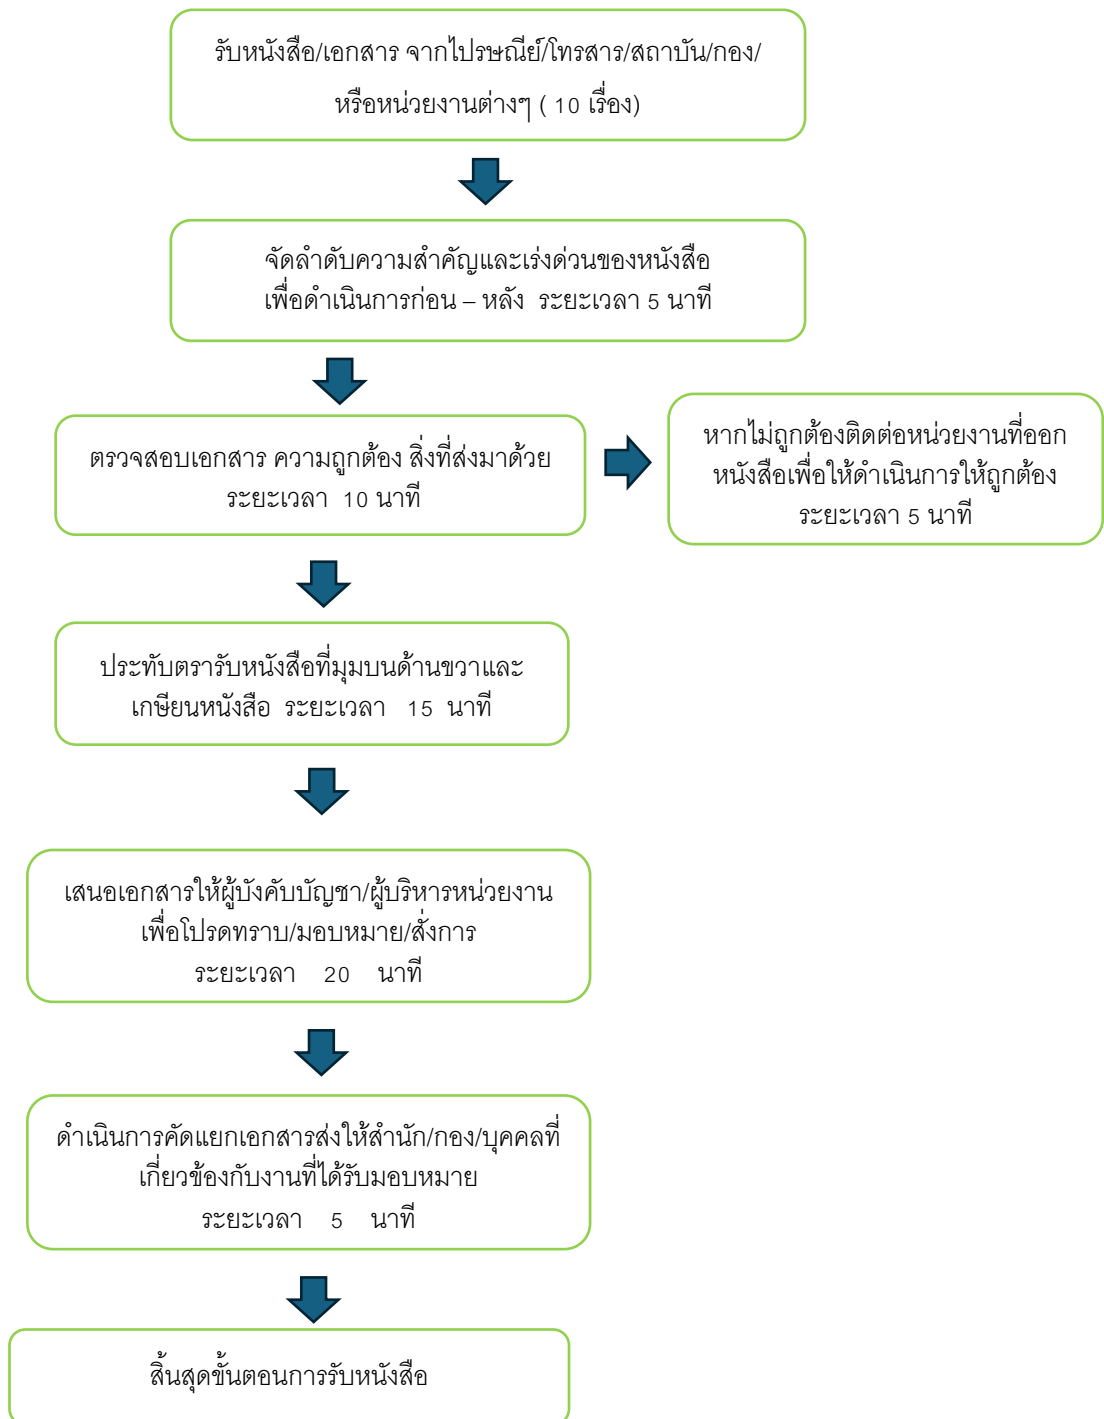 รับหนังสือ/เอกสาร จากไปรษณีย์/โทรสาร/สถาบัน/กอง/
หรือหน่วยงานต่างๆ ( 10 เรื่อง)
จัดลำดับความสำคัญและเร่งด่วนของหนังสือ
เพื่อดำเนินการก่อน – หลัง ระยะเวลา 5 นาที
ตรวจสอบเอกสาร ความถูกต้อง สิ่งที่ส่งมาด้วย
ระยะเวลา 10 นาที
หากไม่ถูกต้องติดต่อหน่วยงานที่ออก
หนังสือเพื่อให้ดำเนินการให้ถูกต้อง
ระยะเวลา 5 นาที
ประทับตรารับหนังสือที่มุมบนด้านขวาและ
เกษียนหนังสือ ระยะเวลา 15 นาที
เสนอเอกสารให้ผู้บังคับบัญชา/ผู้บริหารหน่วยงาน
เพื่อโปรดทราบ/มอบหมาย/สั่งการ
ระยะเวลา 20 นาที
ดำเนินการคัดแยกเอกสารส่งให้สำนัก/กอง/บุคคลที่
เกี่ยวข้องกับงานที่ได้รับมอบหมาย
ระยะเวลา 5 นาที
สิ้นสุดขั้นตอนการรับหนังสือ